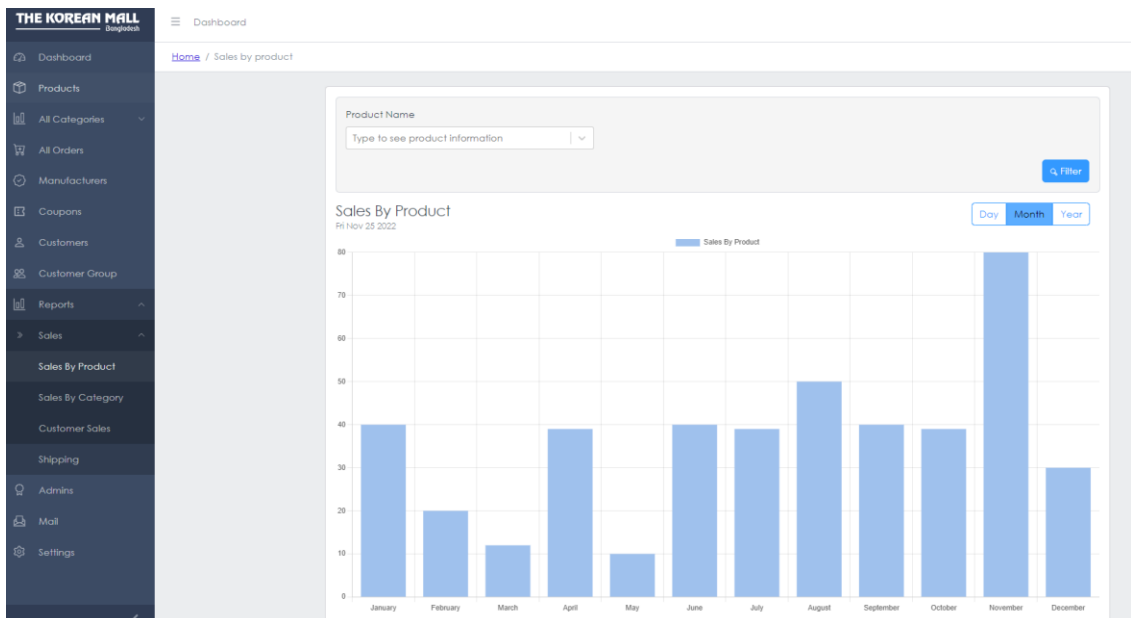 THE KOREAN MALL
Bangladesh
Dashboard
Products
All Categories
All Orders
Manufacturers
Coupons
Customers
Customer Group
Reports
Sales
Sales By Product
Sales By Category
Customer Sales
Shipping
Admins
Mail
Settings
Dashboard
Home / Sales by product
Product Name
Type to see product information
Filter
Sales By Product
Fri Nov 25 2022
Day Month Year
Sales By Product
80
70
60
50
40
30
20
10
0
January February March April May June July August September October November December